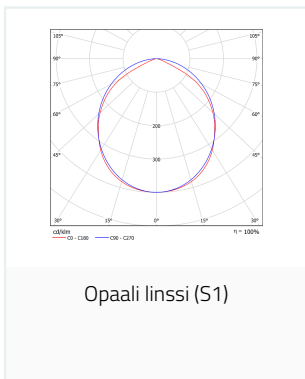 105° 105°
90° 90°
75° 75°
60° 60°
200
45° 45°
300
30° 15° 0° 15° 30°
cd/klm η = 100%
C0 - C180 C90 - C270
Opaali linssi (S1)